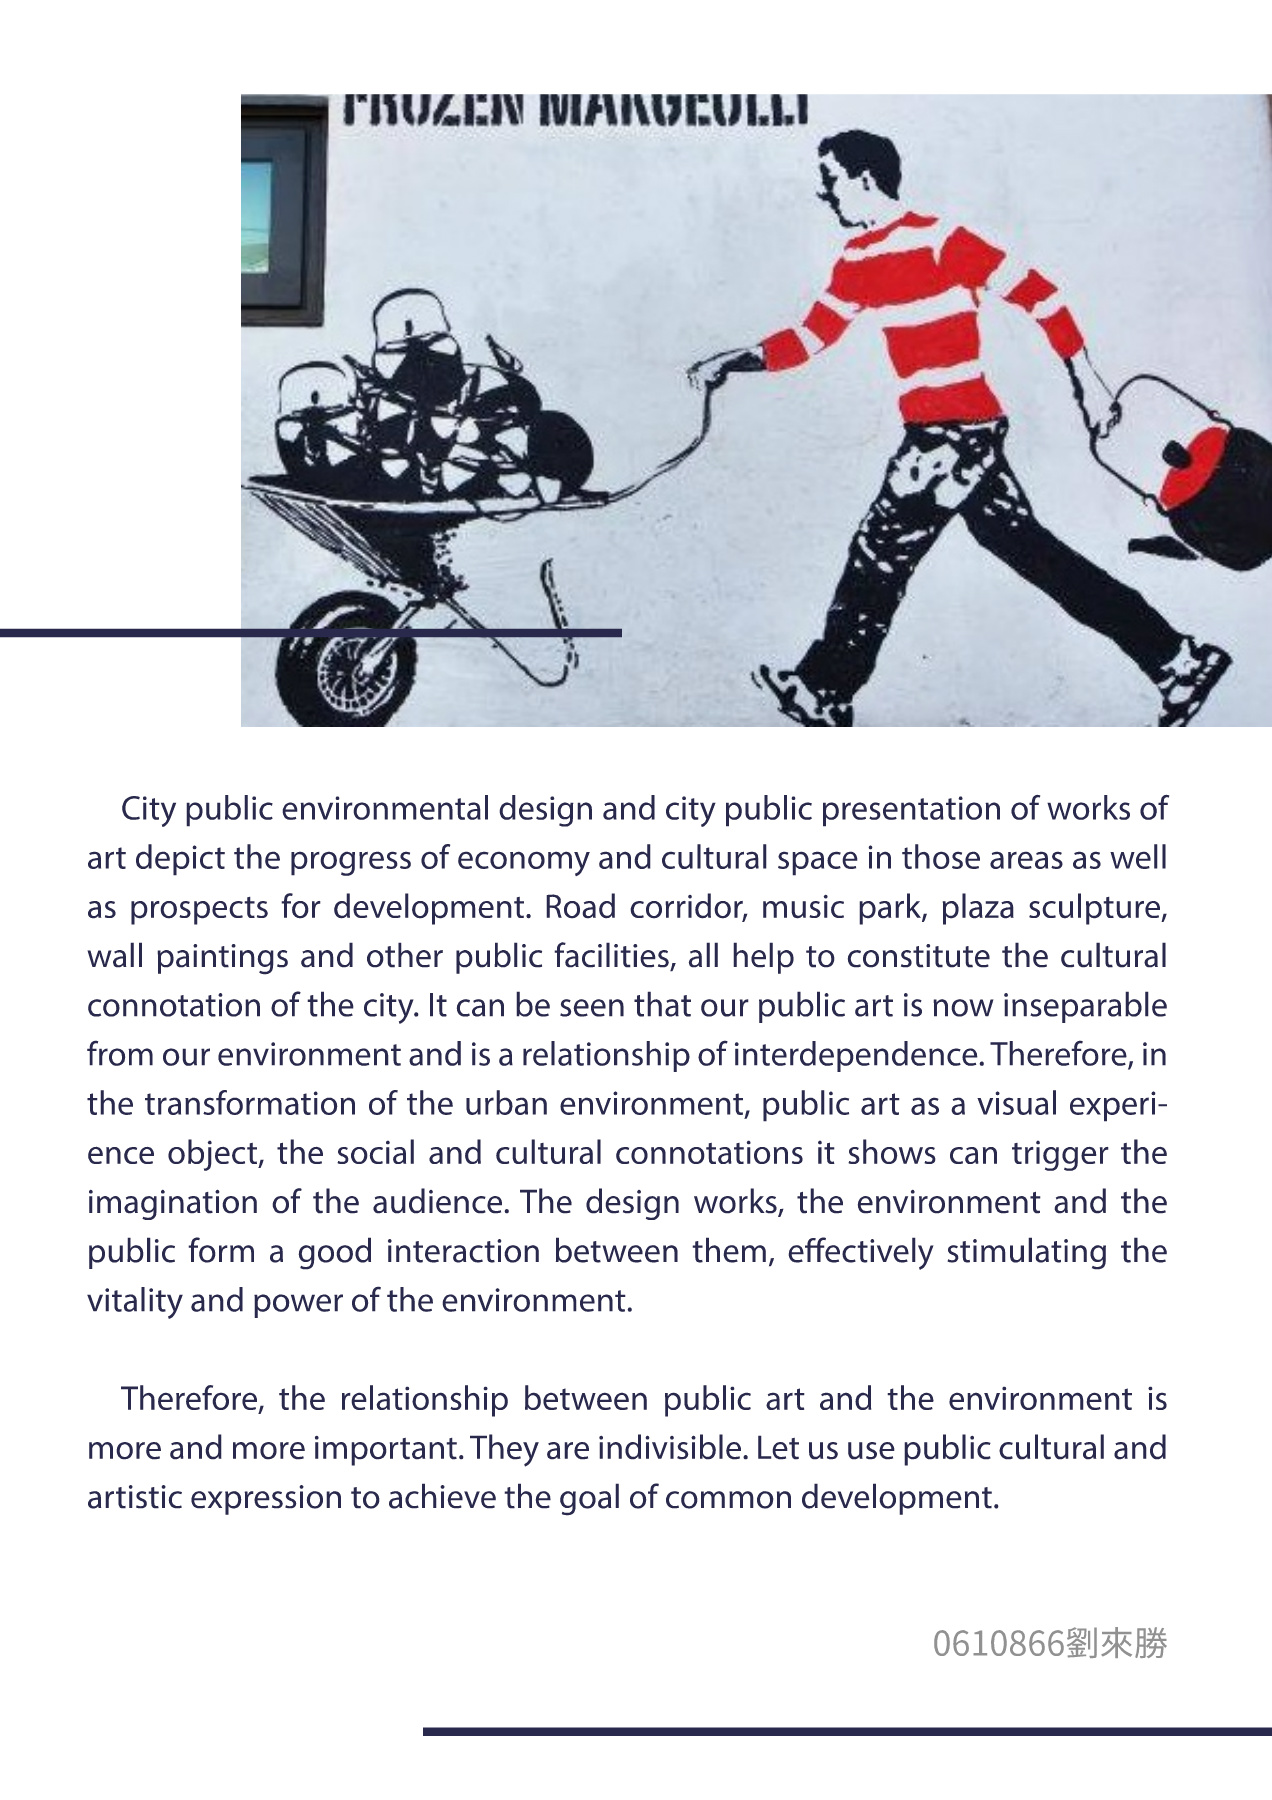 FROZEN MAKGEOLLI
City public environmental design and city public presentation of works of
art depict the progress of economy and cultural space in those areas as well
as prospects for development. Road corridor, music park, plaza sculpture,
wall paintings and other public facilities, all help to constitute the cultural
connotation of the city. It can be seen that our public art is now inseparable
from our environment and is a relationship of interdependence. Therefore, in
the transformation of the urban environment, public art as a visual experi-
ence object, the social and cultural connotations it shows can trigger the
imagination of the audience. The design works, the environment and the
public form a good interaction between them, effectively stimulating the
vitality and power of the environment.
Therefore, the relationship between public art and the environment is
more and more important. They are indivisible. Let us use public cultural and
artistic expression to achieve the goal of common development.
0610866劉來勝